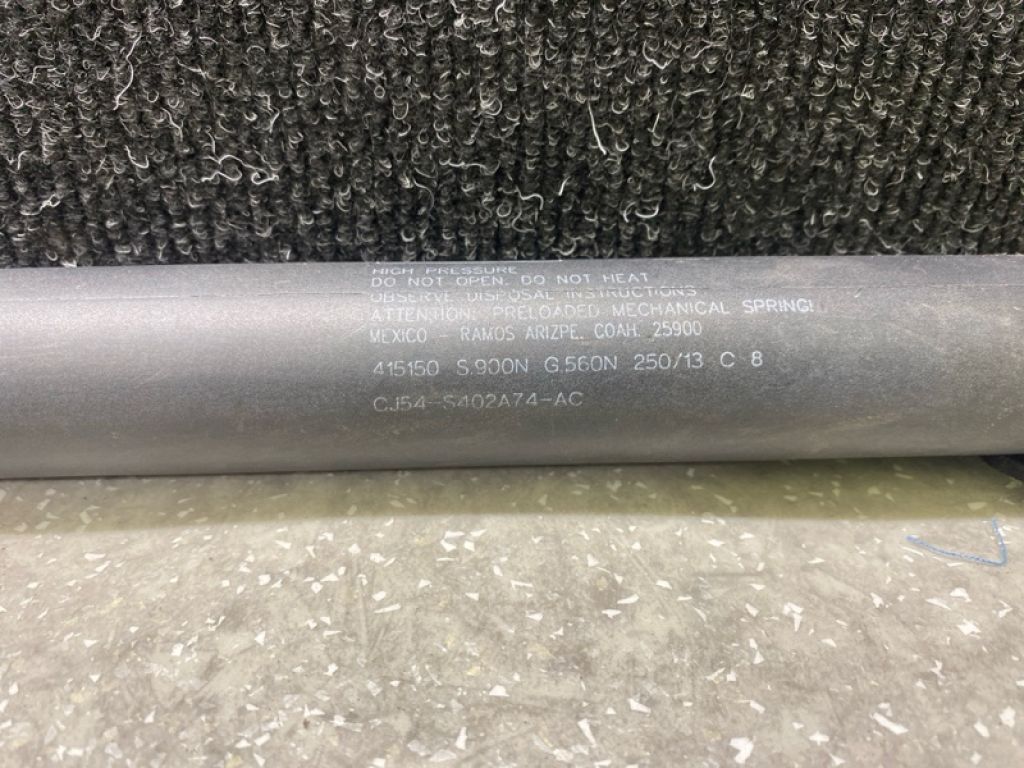 HIGH PRESSURE
DO NOT OPEN. DO NOT HEAT
OBSERVE DISPOSAL INSTRUCTIONS
ATTENTION: PRELOADED MECHANICAL SPRING!
MEXICO - RAMOS ARIZPE. COAH. 25900
415150 S.900N G.560N 250/13 C 8
CJ54-S402A74-AC